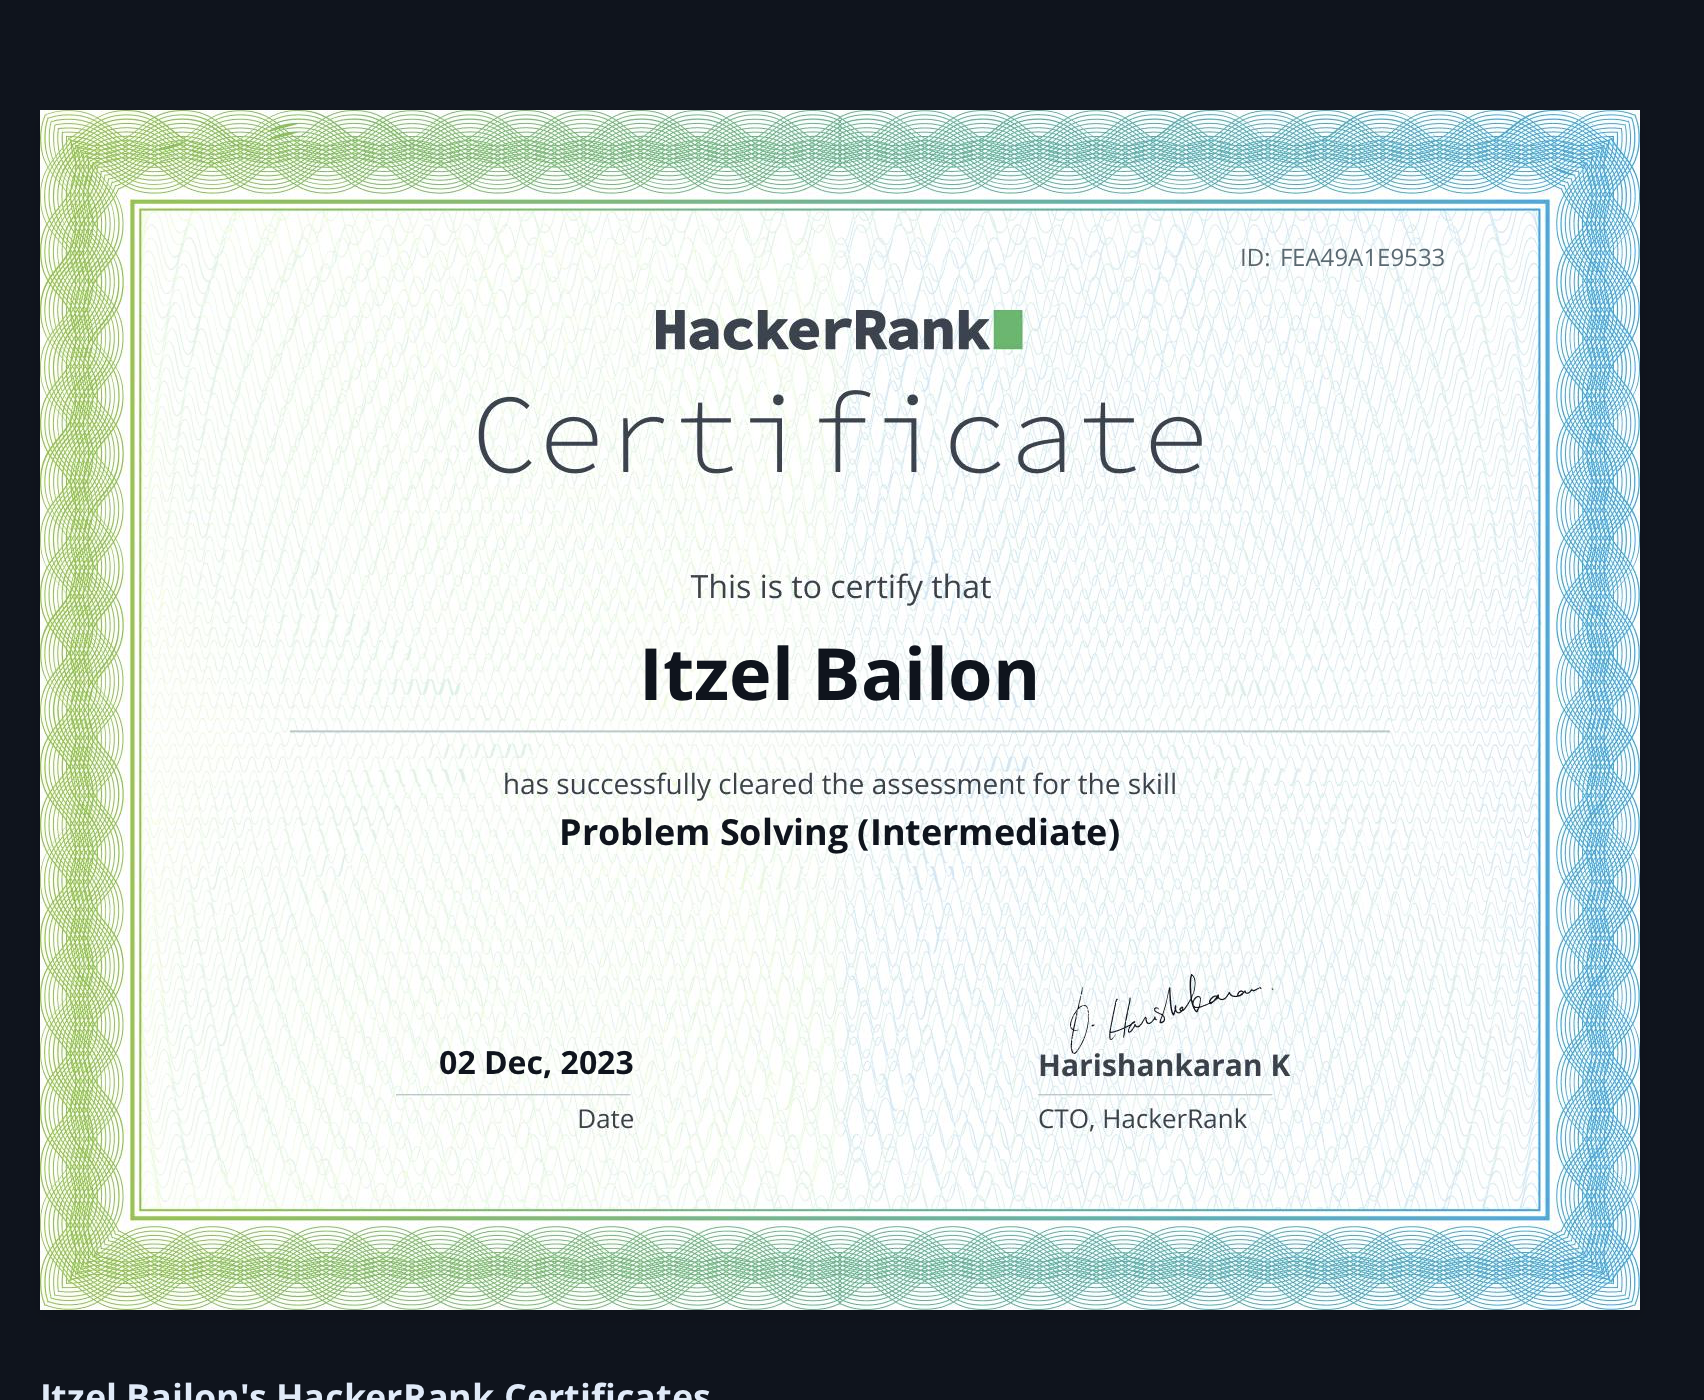 ID: FEA49A1E9533
HackerRank
Certificate
This is to certify that
Itzel Bailon
has successfully cleared the assessment for the skill
Problem Solving (Intermediate)
02 Dec, 2023
Date
Harishankaran K
CTO, HackerRank
Itzel Bailon's HackerRank Certificates